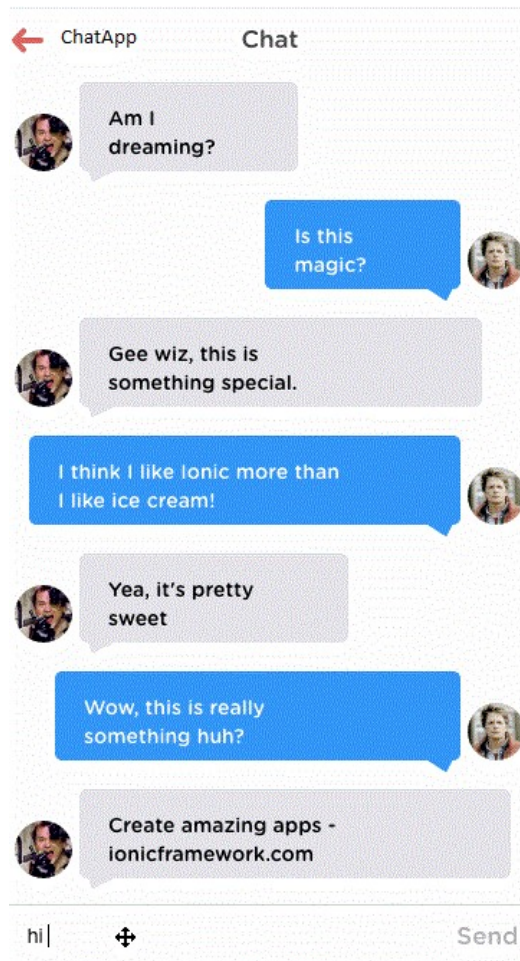 ChatApp
Chat
Am I
dreaming?
Is this
magic?
Gee wiz, this is
something special.
I think I like Ionic more than
I like ice cream!
Yea, it's pretty
sweet
Wow, this is really
something huh?
Create amazing apps -
ionicframework.com
hi
Send